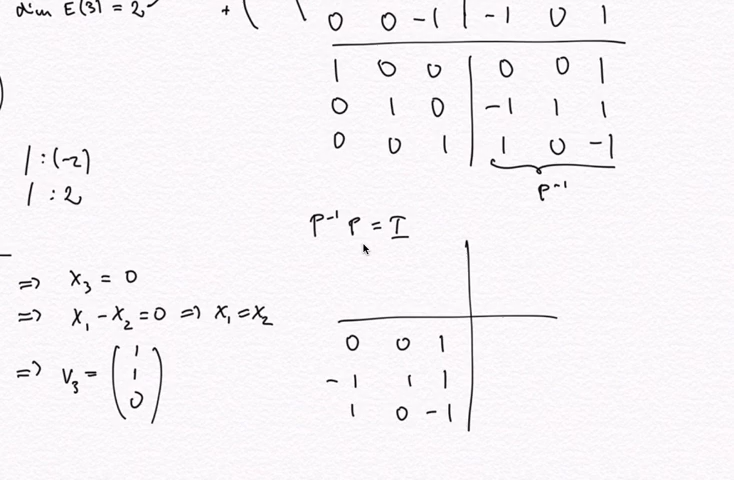 dim E(3) = 2
+ (
0 0 -1 | -1 0 1
1 0 0 | 0 0 1
0 1 0 | -1 1 1
0 0 1 | 1 0 -1
P⁻¹
| : (-2)
| : 2
P⁻¹ P = I
=> x₃ = 0
=> x₁ - x₂ = 0 => x₁ = x₂
=> v₃ = (1 1 0)
0 0 1
-1 1 1
1 0 -1